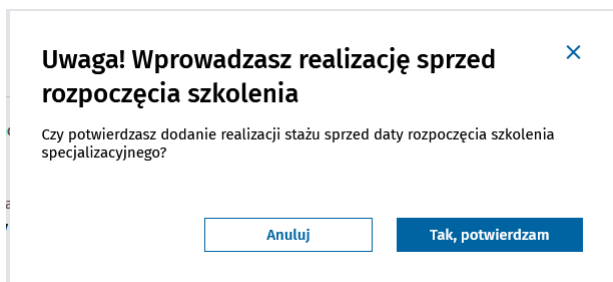 Uwaga! Wprowadzasz realizację sprzed
rozpoczęcia szkolenia
Czy potwierdzasz dodanie realizacji stażu sprzed daty rozpoczęcia szkolenia
specjalizacyjnego?
Anuluj
Tak, potwierdzam